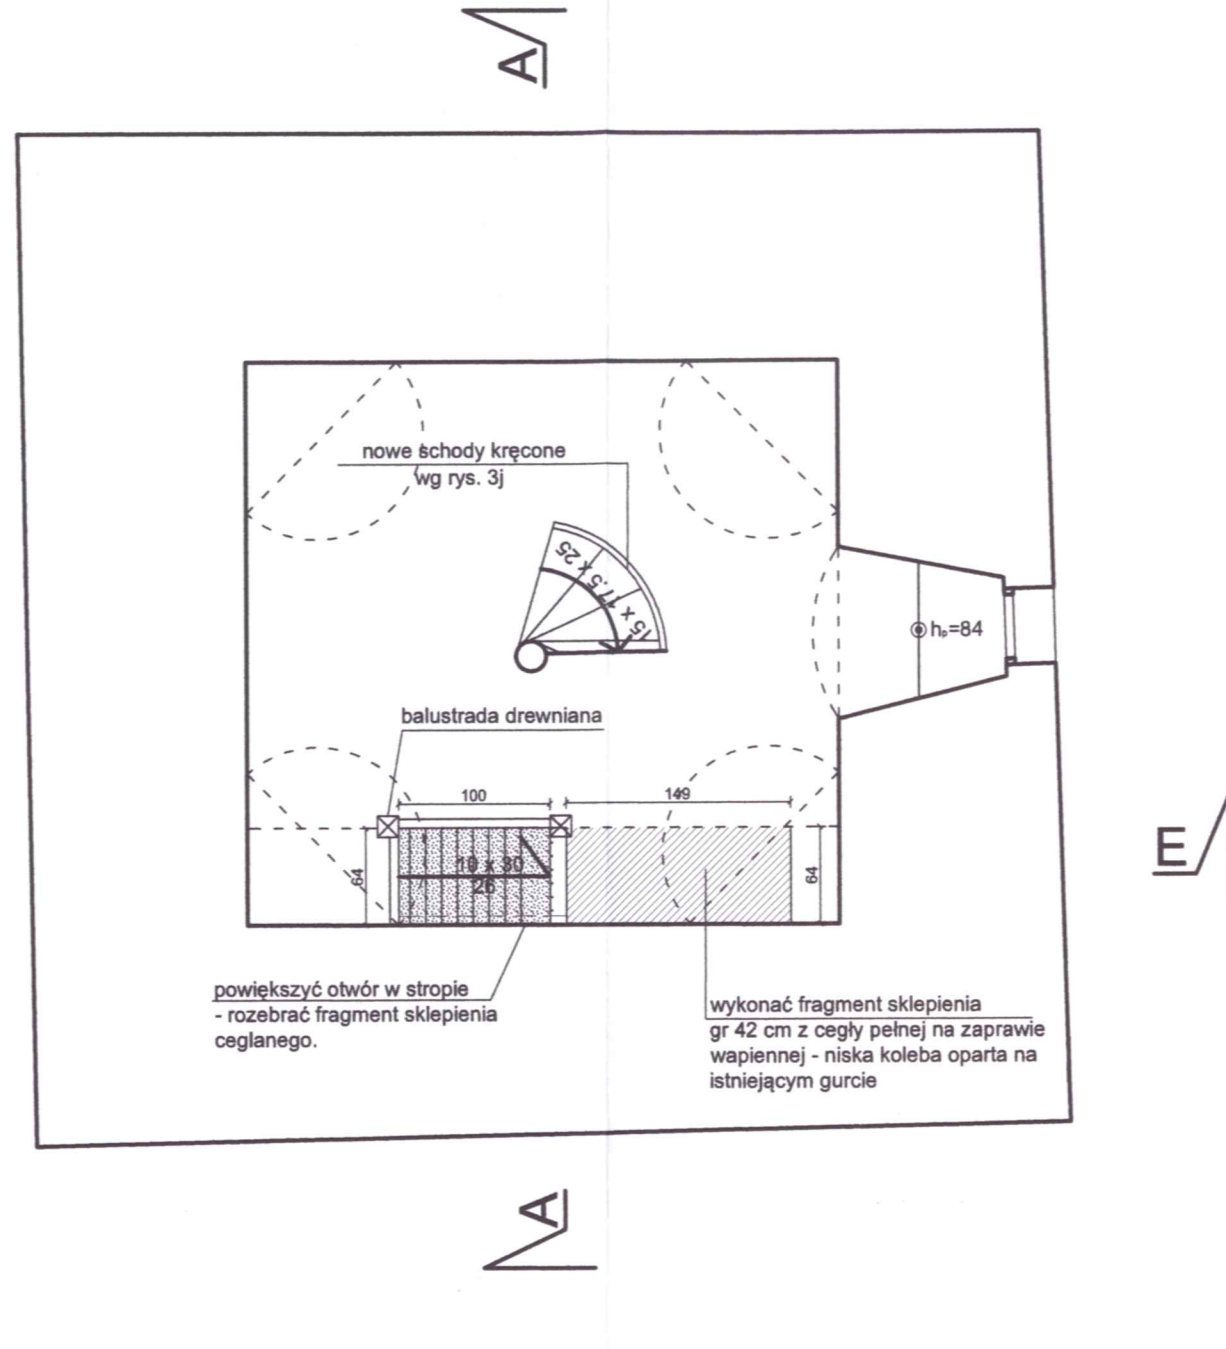 A
nowe schody kręcone
wg rys. 3j
15 x 17.5 x 25
hp=84
balustrada drewniana
100
149
64
10 x 30
26
64
E
powiększyć otwór w stropie
- rozebrać fragment sklepienia
ceglanego.
wykonać fragment sklepienia
gr 42 cm z cegły pełnej na zaprawie
wapiennej - niska koleba oparta na
istniejącym gurcie
A